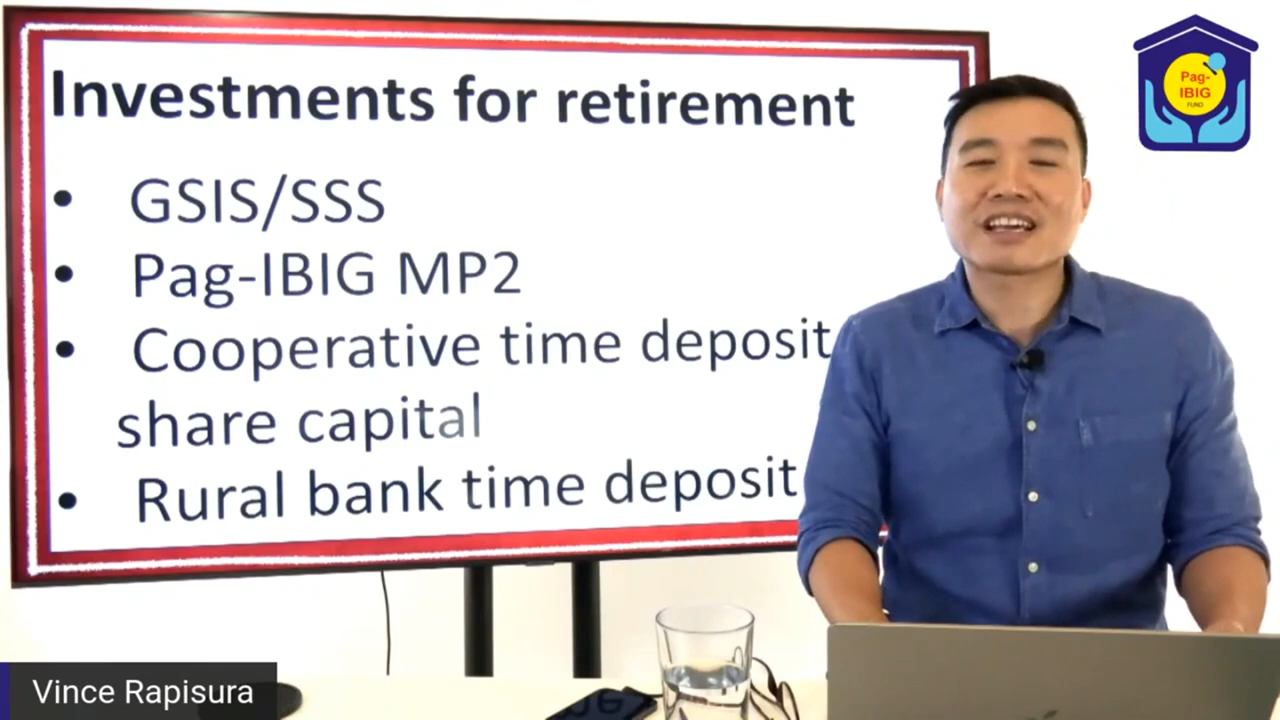 Investments for retirement
• GSIS/SSS
• Pag-IBIG MP2
• Cooperative time deposit
share capital
• Rural bank time deposit
Pag-
IBIG
FUND
Vince Rapisura